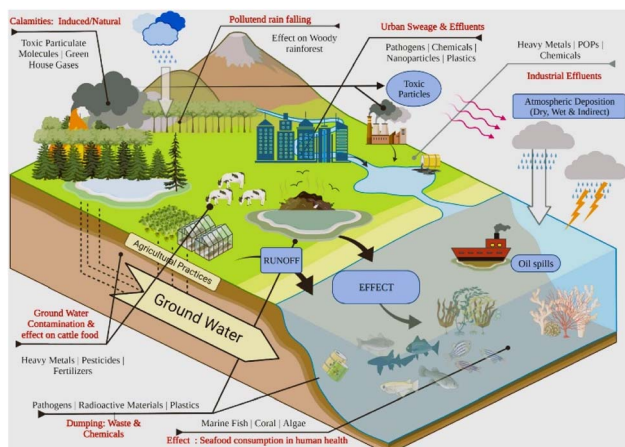 Calamities: Induced/Natural
Toxic Particulate
Molecules | Green
House Gases
Pollutend rain falling
Effect on Woody
rainforest
Urban Sweage & Effluents
Pathogens | Chemicals |
Nanoparticles | Plastics
Heavy Metals | POPs |
Chemicals
Industrial Effluents
Toxic
Particles
Atmospheric Deposition
(Dry, Wet & Indirect)
Agricultural Practices
RUNOFF
Oil spills
EFFECT
Ground Water
Ground Water
Contamination &
effect on cattle food
Heavy Metals | Pesticides |
Fertilizers
Pathogens | Radioactive Materials | Plastics
Dumping: Waste &
Chemicals
Marine Fish | Coral | Algae
Effect : Seafood consumption in human health